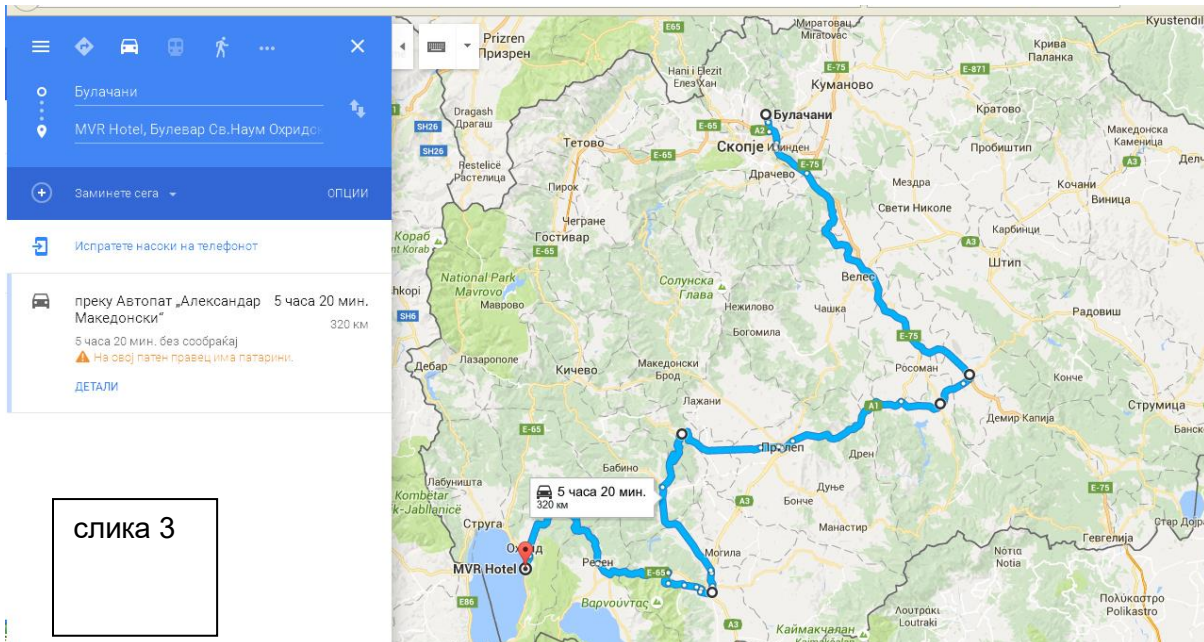 Булачани
MVR Hotel, Булевар Св.Наум Охридск
Заминете сега
ОПЦИИ
Испратете насоки на телефонот
преку Автопат „Александар Македонски“
5 часа 20 мин.
320 км
5 часа 20 мин. без сообраќај
На овој патен правец има патарини.
ДЕТАЛИ
слика 3
Prizren
Призрен
E65
Миратовац
Miratovac
Kyustendil
Крива
Паланка
E-871
E-75
Hani i Elezit
Елез Хан
Куманово
Dragash
Драгаш
SH26
Булачани
E-65
A2
Кратово
Македонска
Каменица
A3
Тетово
E-65
Скопје
E-75
Пробиштип
SH26
Restelicë
Растелица
Драчево
Пирок
Мездра
Кочани
Виница
Свети Николе
Чегране
Гостивар
E-65
Кораб
Карбинци
A3
Штип
National Park
Mavrovo
Маврово
Солунска
Глава
Велес
SH6
Нежилово
Чашка
Радовиш
Богомила
E-75
Дебар
Лазарополе
Кичево
Македонски
Брод
Росоман
Конче
Лажани
A1
Струмица
Демир Капија
E-65
Прилеп
Дрен
Бабино
Лабуништа
5 часа 20 мин.
320 км
Дуње
E-75
A3
Бонче
Струга
Манастир
Гевгелија
Охрид
Могила
MVR Hotel
Ресен
E-65
Νότια
Notia
E86
Βαρνούντας
Πολύκαστρο
Polikastro
Λουτράκι
Loutraki
A3
Καϊμακτσαλάν